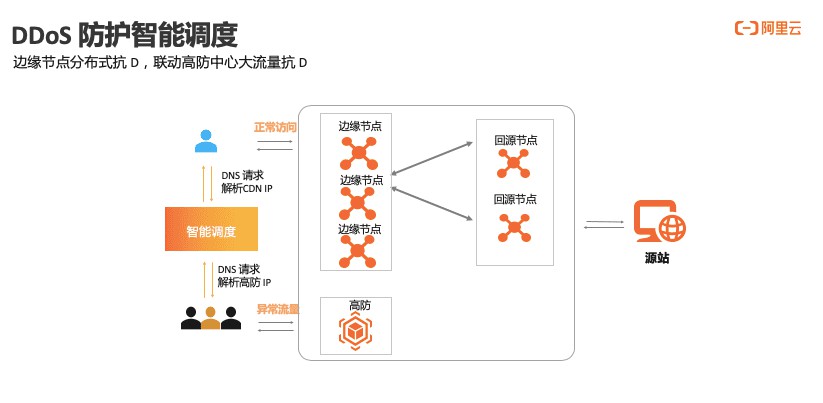 DDoS 防护智能调度
阿里云
边缘节点分布式抗 D，联动高防中心大流量抗 D
正常访问
边缘节点
回源节点
DNS 请求
解析CDN IP
边缘节点
回源节点
智能调度
边缘节点
源站
DNS 请求
解析高防 IP
异常流量
高防